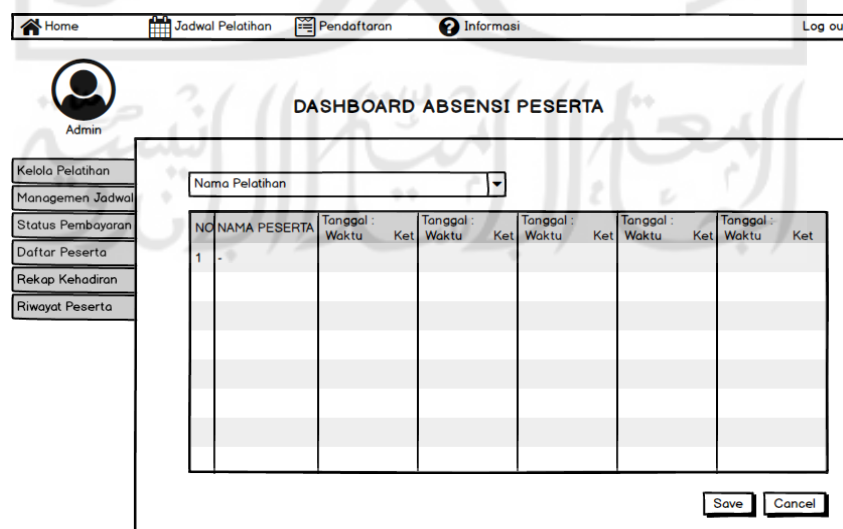 Home Jadwal Pelatihan Pendaftaran Informasi Log ou
DASHBOARD ABSENSI PESERTA
Admin
Kelola Pelatihan
Managemen Jadwal
Status Pembayaran
Daftar Peserta
Rekap Kehadiran
Riwayat Peserta
Nama Pelatihan
NO NAMA PESERTA Tanggal : Tanggal : Tanggal : Tanggal : Tanggal :
Waktu Ket Waktu Ket Waktu Ket Waktu Ket Waktu Ket
1 -
Save Cancel